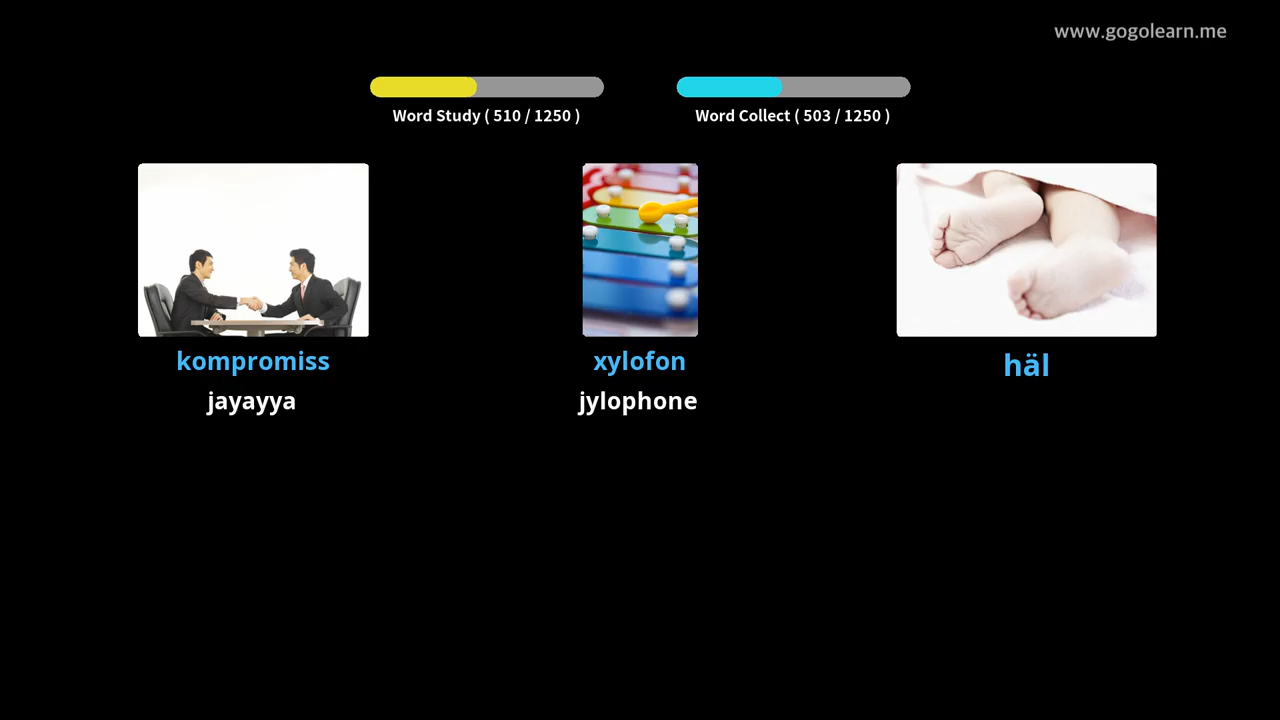 www.gogolearn.me
Word Study ( 510 / 1250 )
Word Collect ( 503 / 1250 )
kompromiss
jayayya
xylofon
jylophone
häl